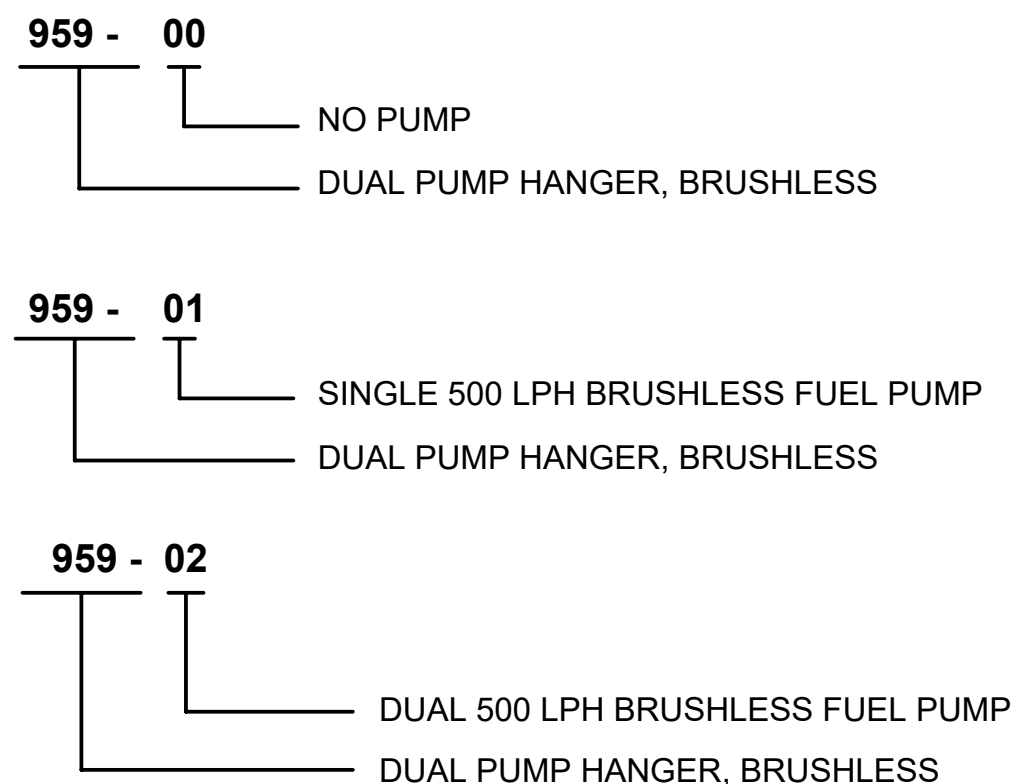 959 - 00
NO PUMP
DUAL PUMP HANGER, BRUSHLESS
959 - 01
SINGLE 500 LPH BRUSHLESS FUEL PUMP
DUAL PUMP HANGER, BRUSHLESS
959 - 02
DUAL 500 LPH BRUSHLESS FUEL PUMP
DUAL PUMP HANGER, BRUSHLESS